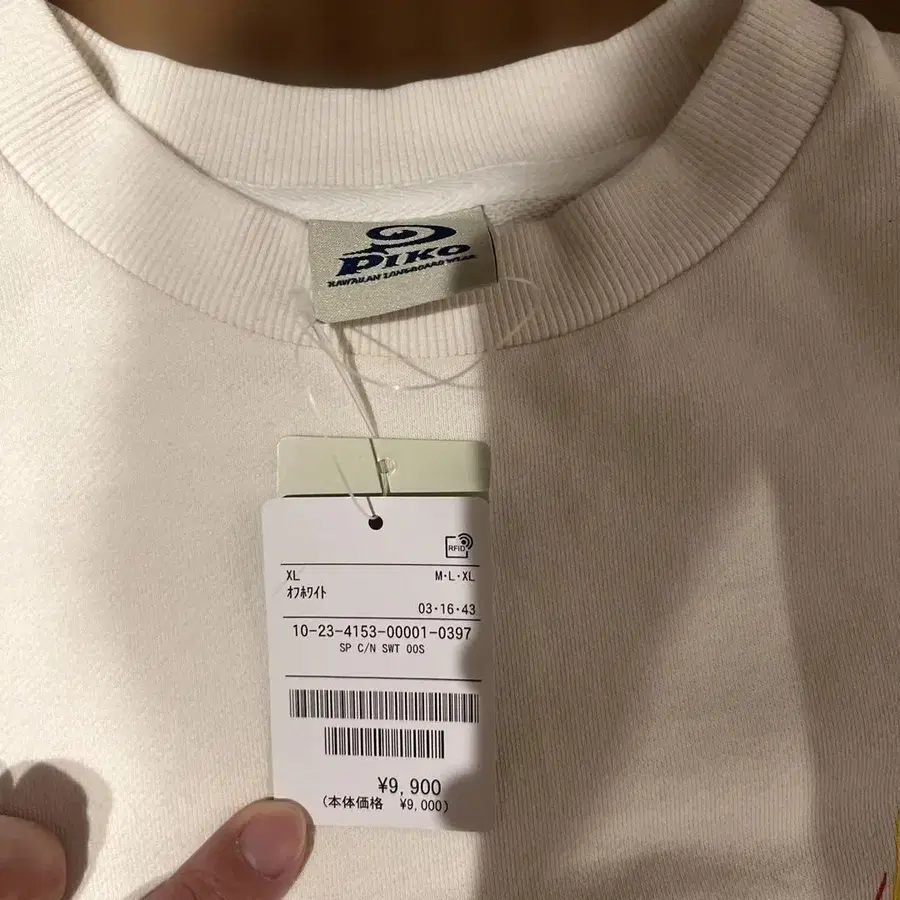 PIKO
HAWAIIAN LONGBOARD WEAR
RFID
XL M・L・XL
ｵﾌﾎﾜｲﾄ
03・16・43
10-23-4153-00001-0397
SP C/N SWT 00S
¥9,900
(本体価格 ¥9,000)